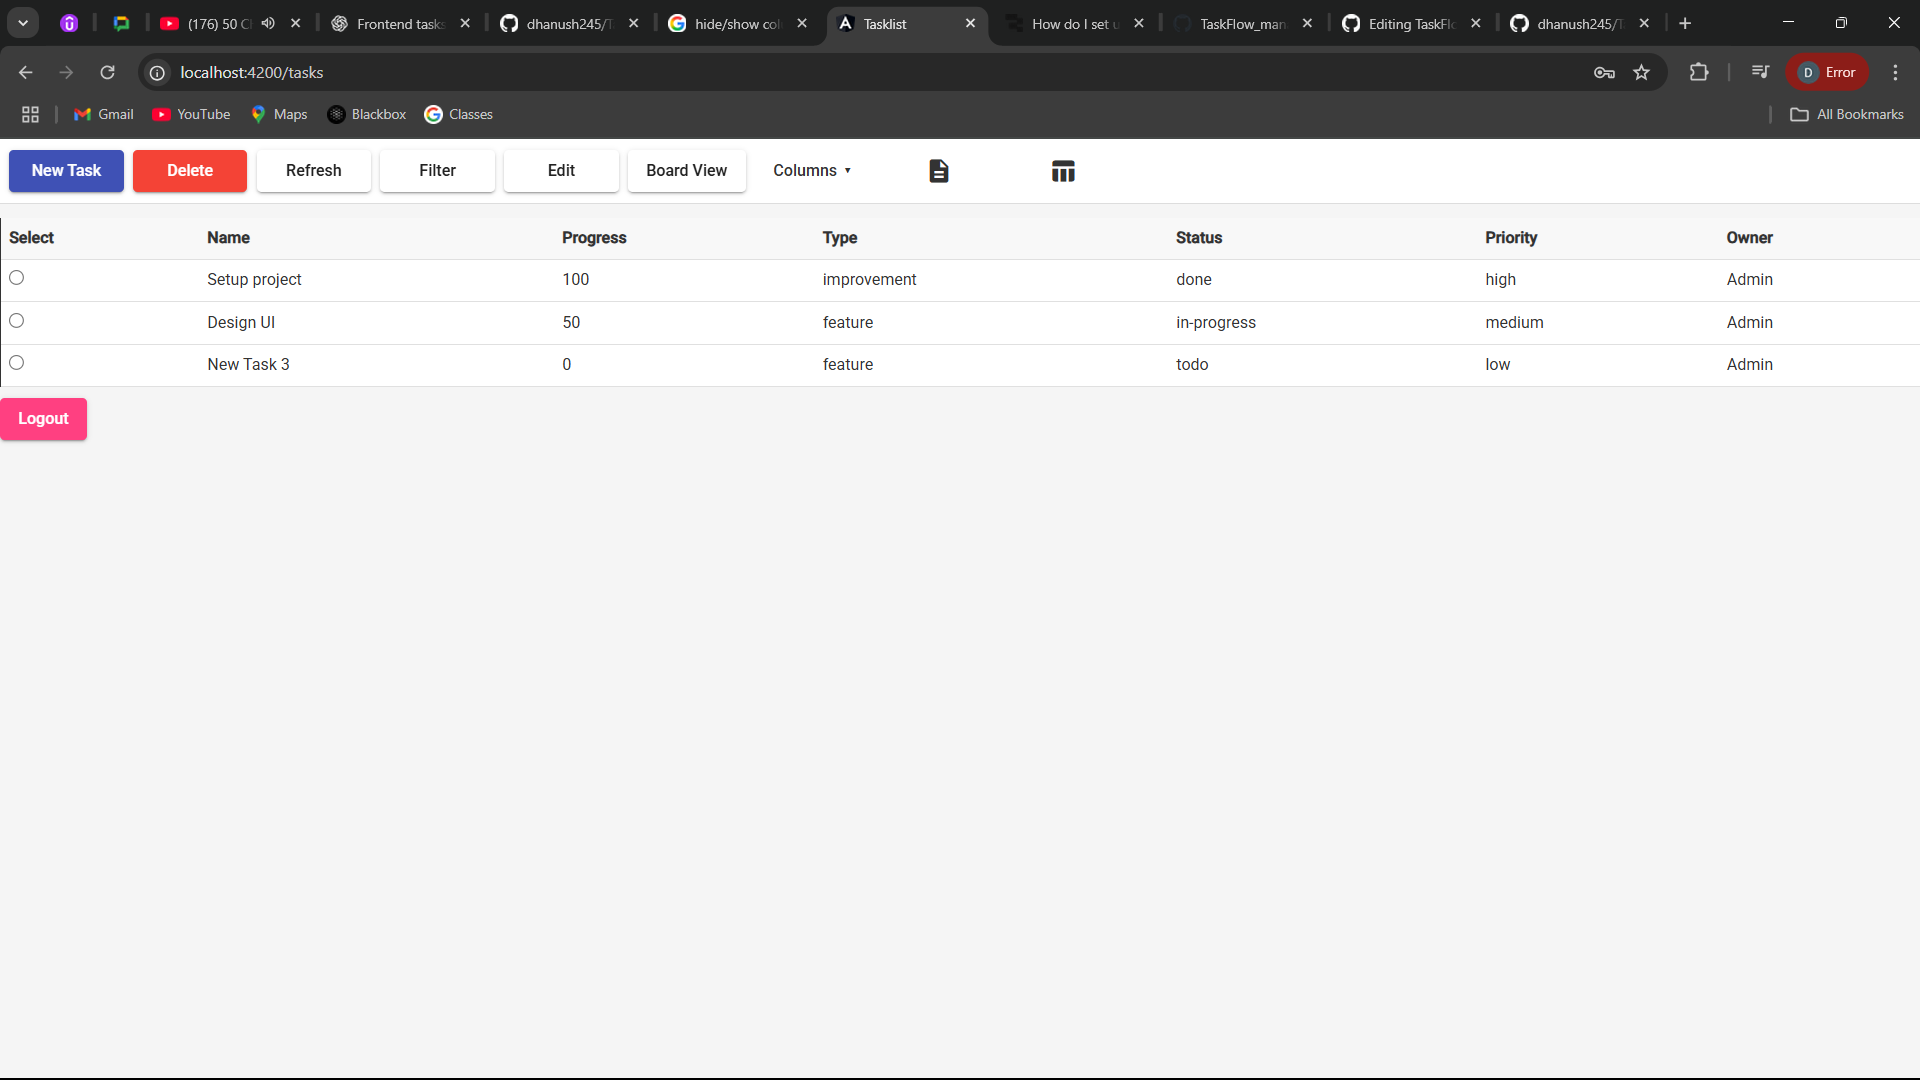 (176) 50 C
Frontend tasks
dhanush245/T
hide/show col
Tasklist
How do I set u
TaskFlow_man
Editing TaskFl
dhanush245/T
localhost:4200/tasks
D Error
Gmail
YouTube
Maps
Blackbox
Classes
All Bookmarks
New Task
Delete
Refresh
Filter
Edit
Board View
Columns ▾
Select Name Progress Type Status Priority Owner
Setup project 100 improvement done high Admin
Design UI 50 feature in-progress medium Admin
New Task 3 0 feature todo low Admin
Logout